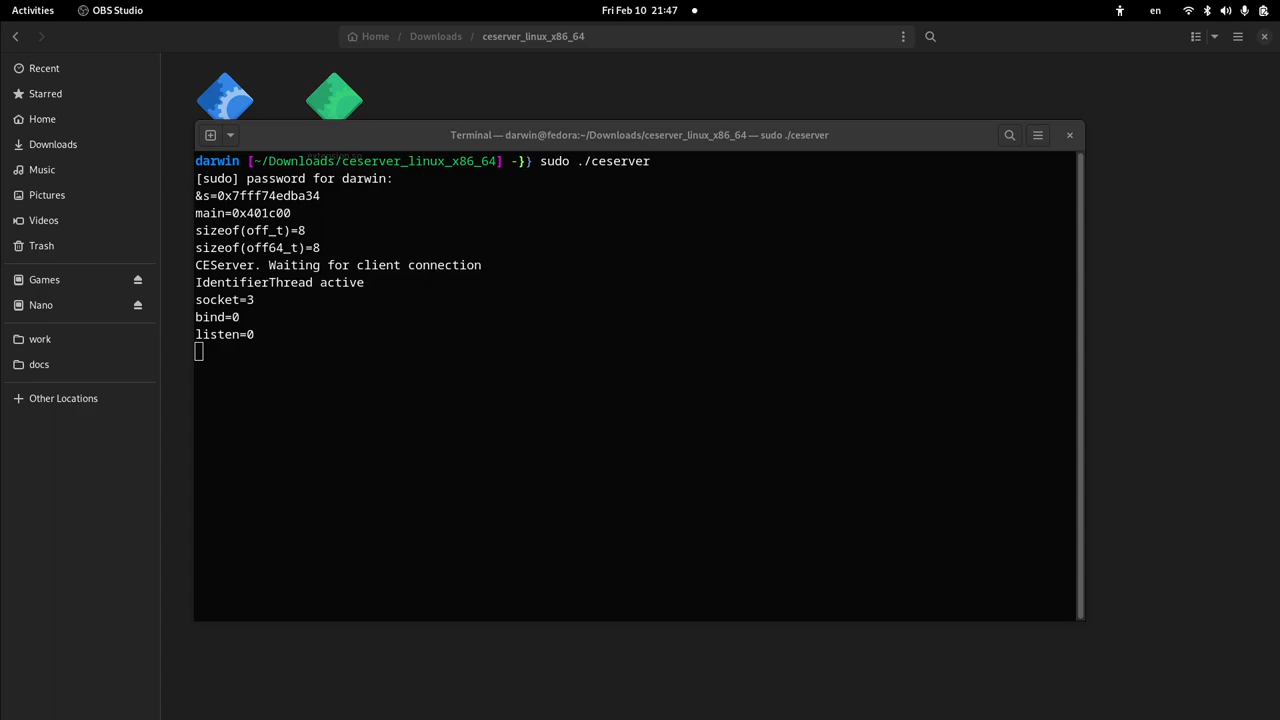 Activities
OBS Studio
Fri Feb 10 21:47
en
Home / Downloads / ceserver_linux_x86_64
Recent
Starred
Home
Downloads
Music
Pictures
Videos
Trash
Games
Nano
work
docs
Other Locations
Terminal — darwin@fedora:~/Downloads/ceserver_linux_x86_64 — sudo ./ceserver
darwin [~/Downloads/ceserver_linux_x86_64] -}} sudo ./ceserver
[sudo] password for darwin:
&s=0x7fff74edba34
main=0x401c00
sizeof(off_t)=8
sizeof(off64_t)=8
CEServer. Waiting for client connection
IdentifierThread active
socket=3
bind=0
listen=0